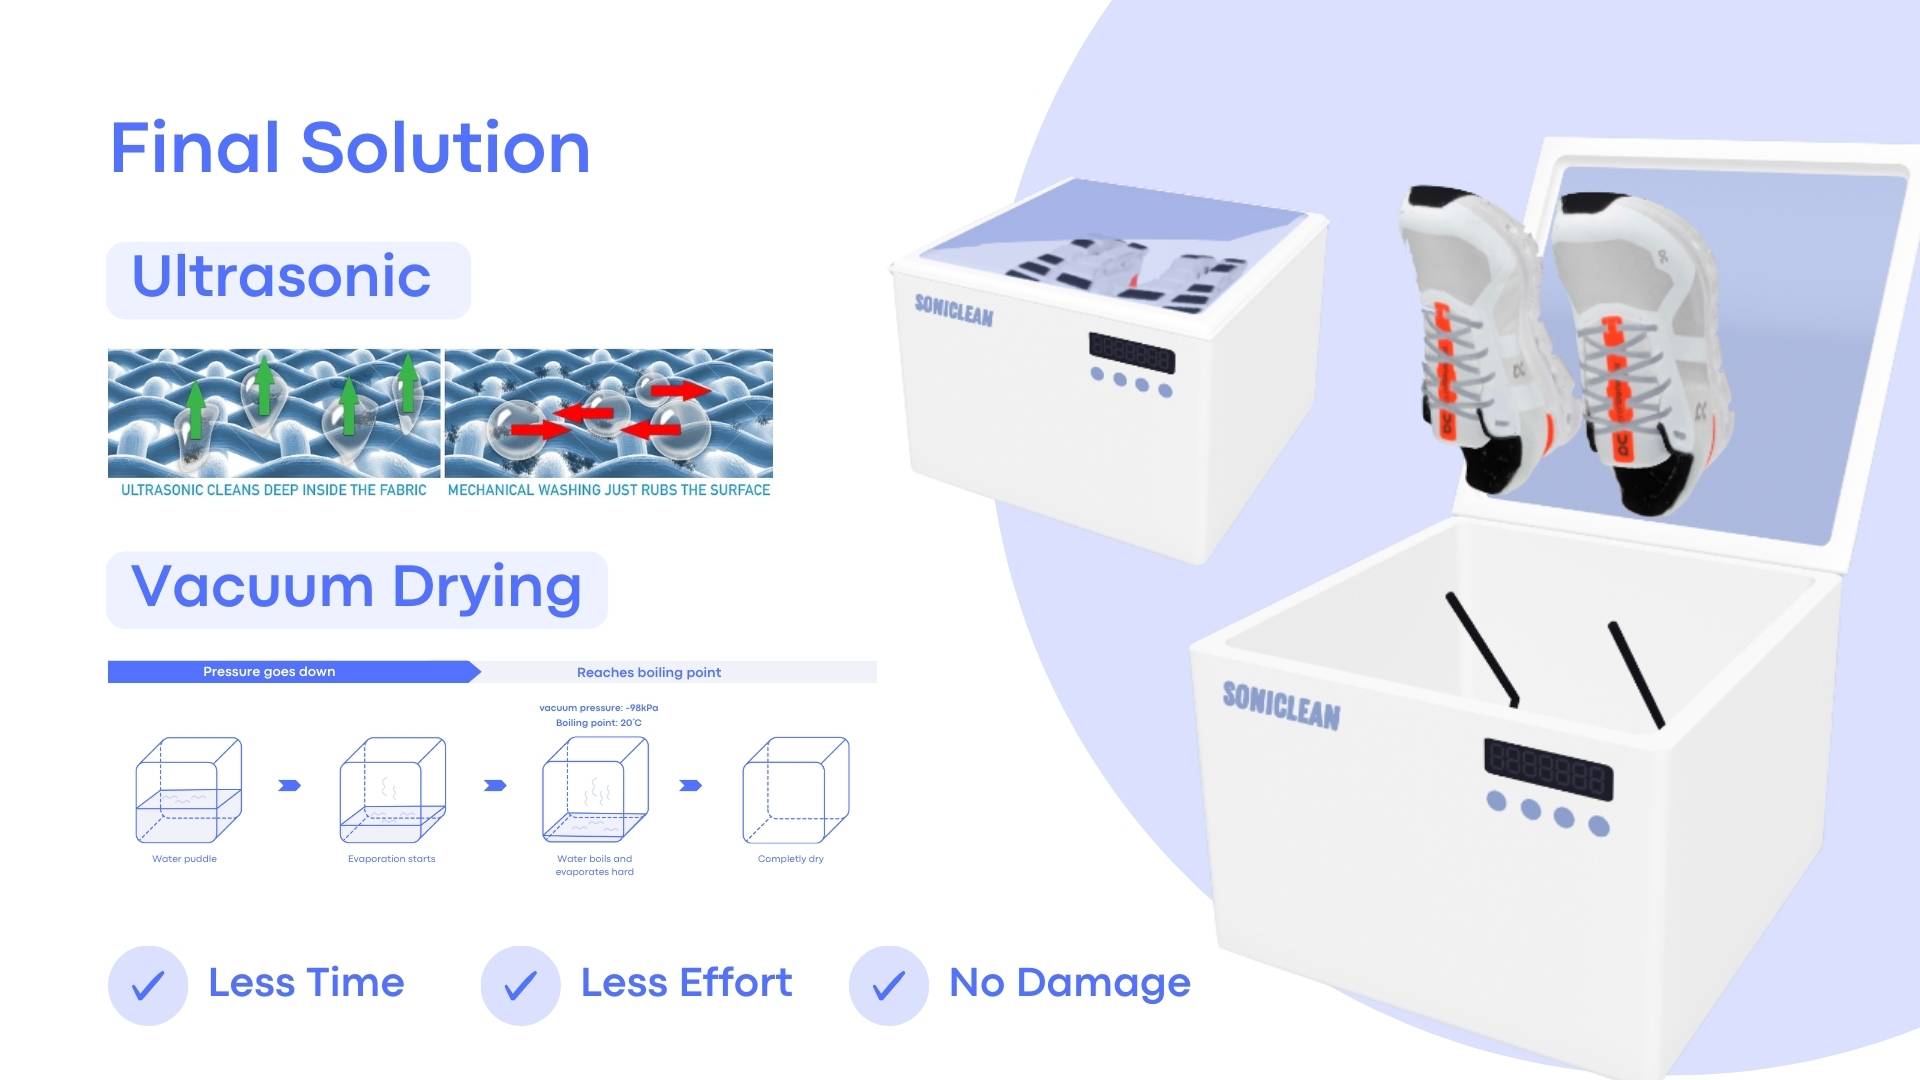 Final Solution
Ultrasonic
ULTRASONIC CLEANS DEEP INSIDE THE FABRIC
MECHANICAL WASHING JUST RUBS THE SURFACE
Vacuum Drying
Pressure goes down
Reaches boiling point
vacuum pressure: -98kPa
Boiling point: 20°C
Water puddle
Evaporation starts
Water boils and
evaporates hard
Completly dry
Less Time
Less Effort
No Damage
SONICLEAN
SONICLEAN